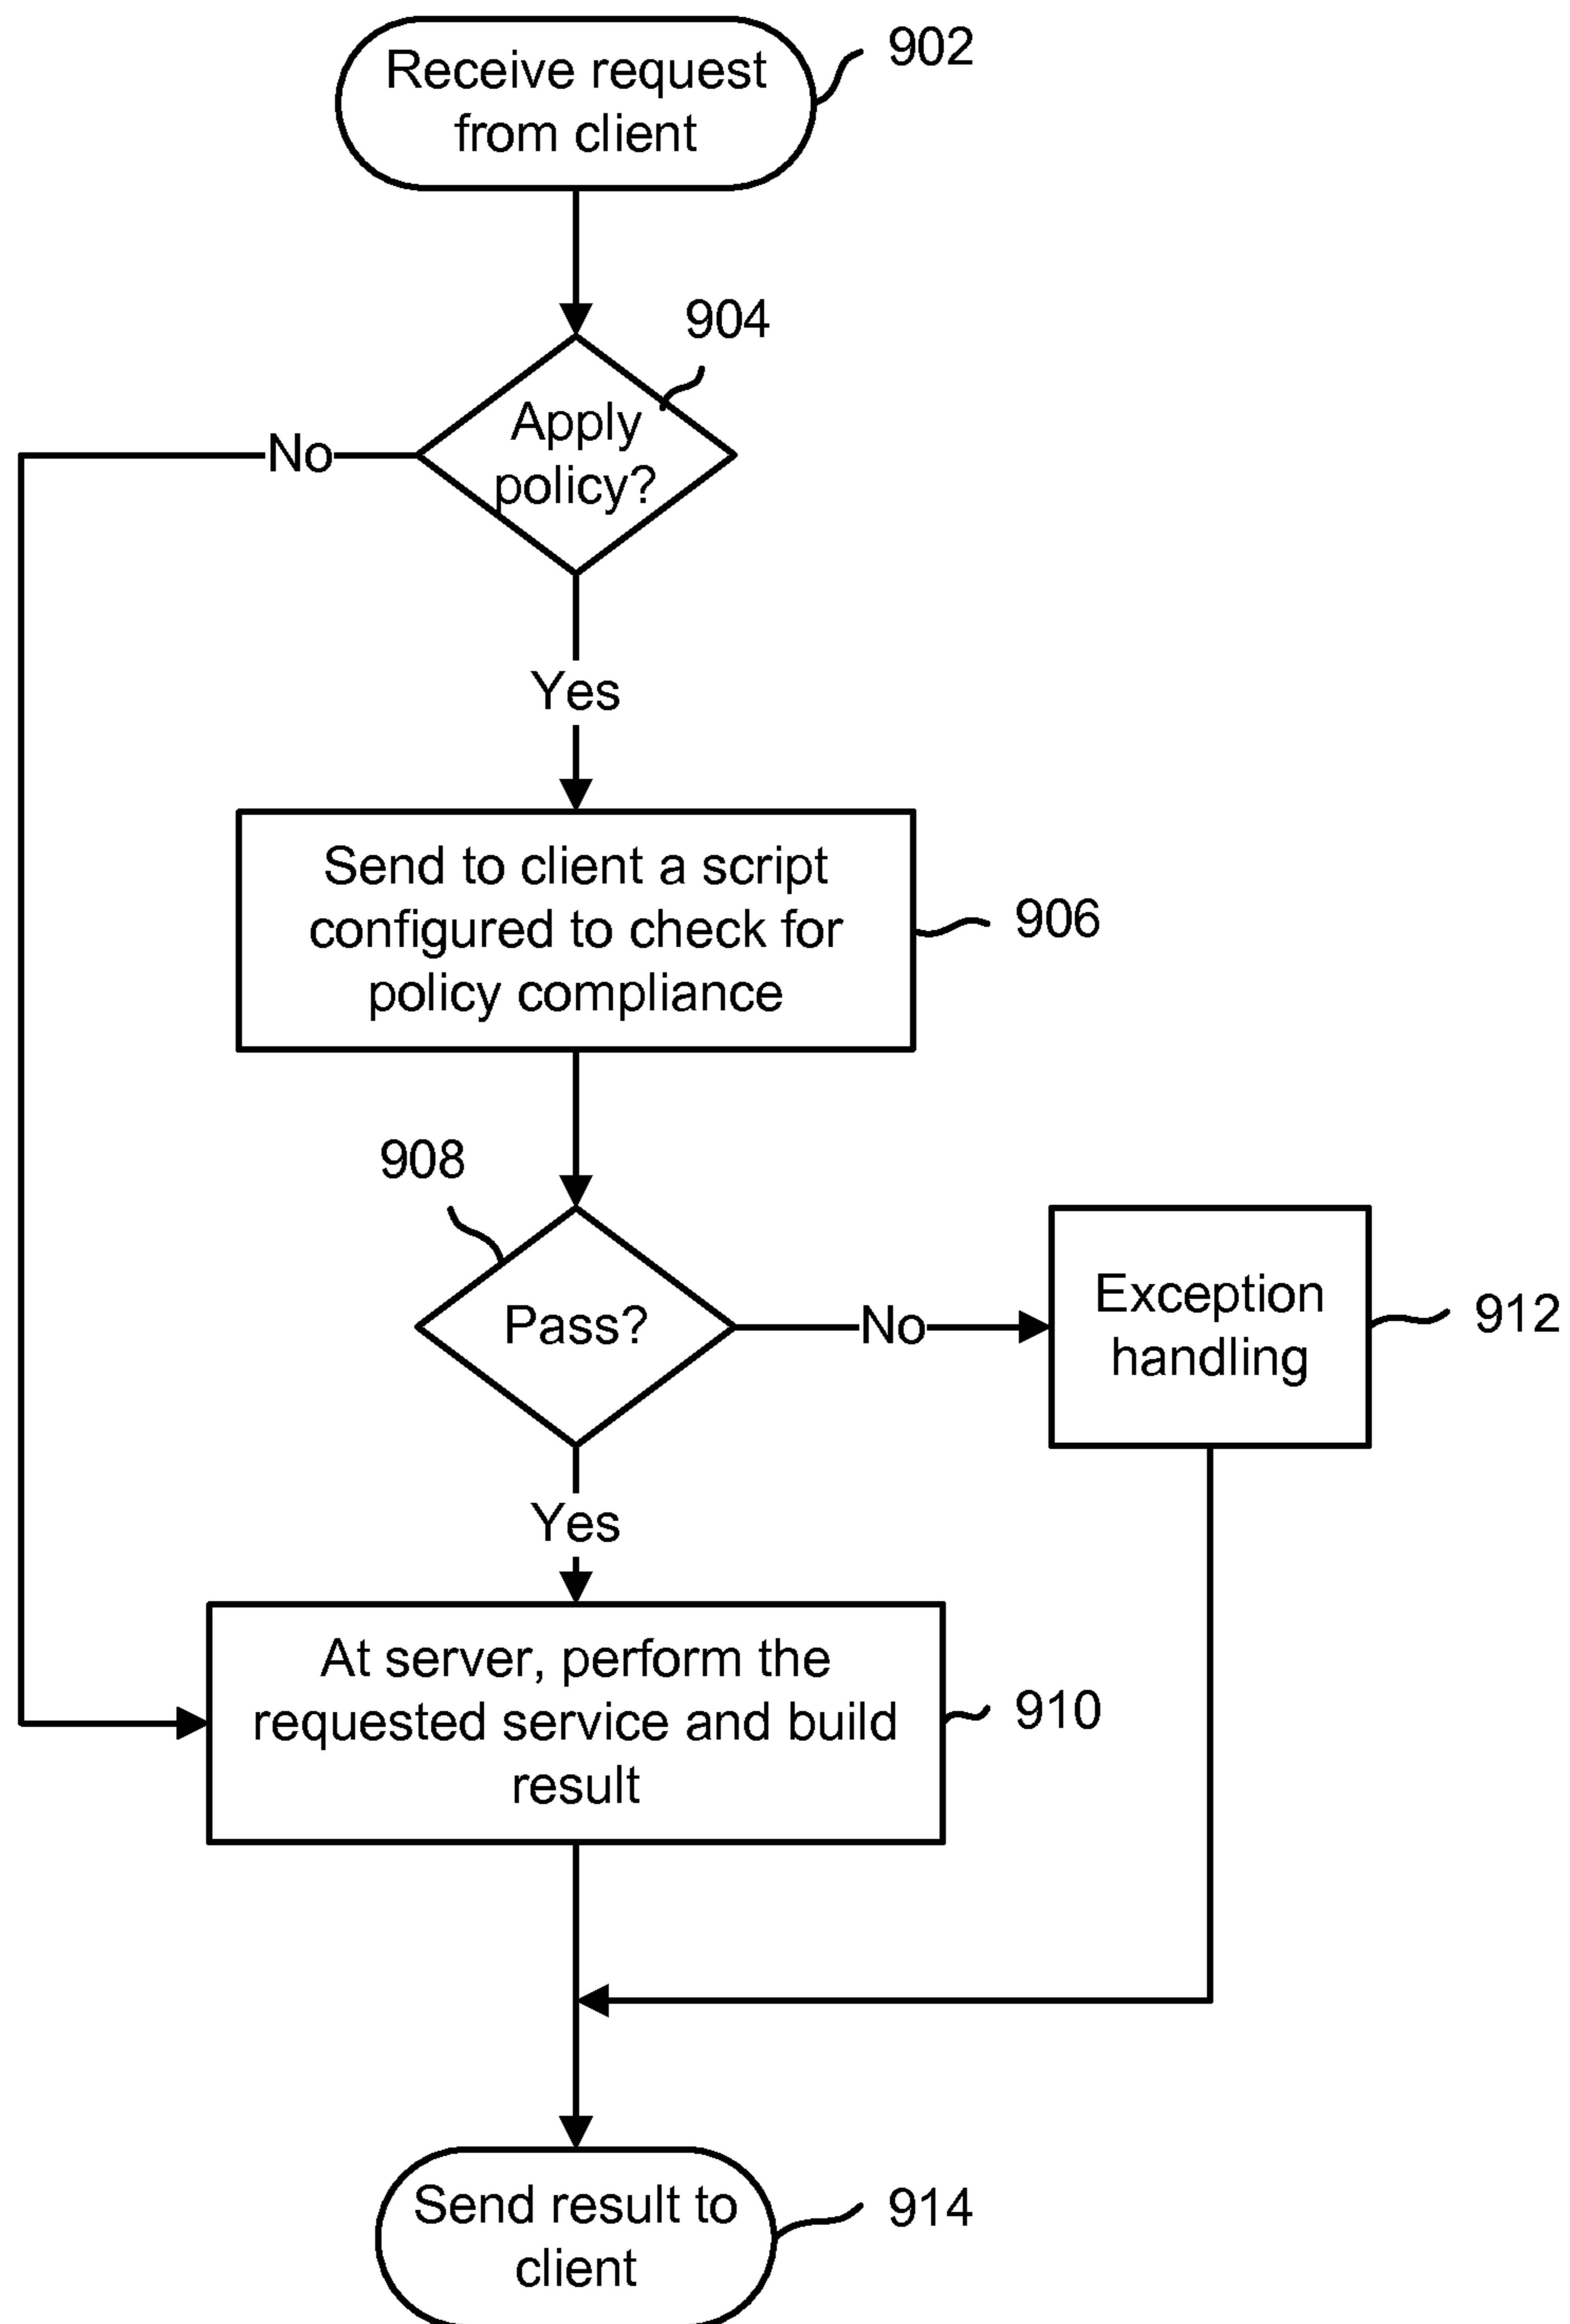 Receive request
from client
902
904
Apply
policy?
No
Yes
Send to client a script
configured to check for
policy compliance
906
908
Pass?
No
Exception
handling
912
Yes
At server, perform the
requested service and build
result
910
Send result to
client
914